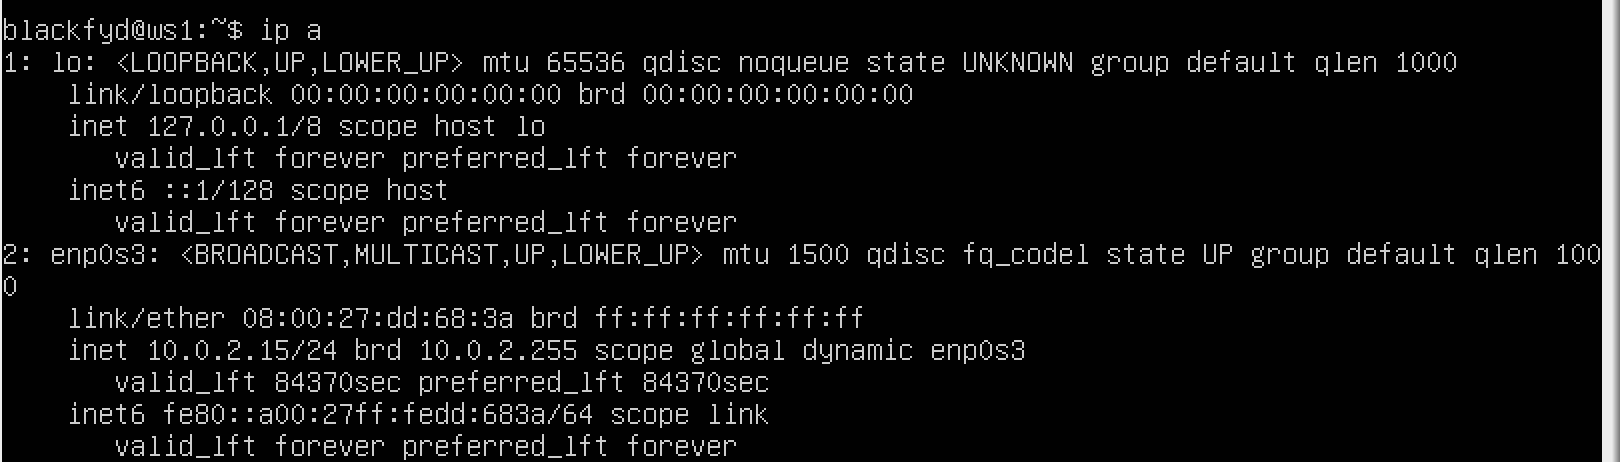 blackfyd@ws1:~$ ip a
1: lo: <LOOPBACK,UP,LOWER_UP> mtu 65536 qdisc noqueue state UNKNOWN group default qlen 1000
    link/loopback 00:00:00:00:00:00 brd 00:00:00:00:00:00
    inet 127.0.0.1/8 scope host lo
       valid_lft forever preferred_lft forever
    inet6 ::1/128 scope host
       valid_lft forever preferred_lft forever
2: enp0s3: <BROADCAST,MULTICAST,UP,LOWER_UP> mtu 1500 qdisc fq_codel state UP group default qlen 100
0
    link/ether 08:00:27:dd:68:3a brd ff:ff:ff:ff:ff:ff
    inet 10.0.2.15/24 brd 10.0.2.255 scope global dynamic enp0s3
       valid_lft 84370sec preferred_lft 84370sec
    inet6 fe80::a00:27ff:fedd:683a/64 scope link
       valid_lft forever preferred_lft forever